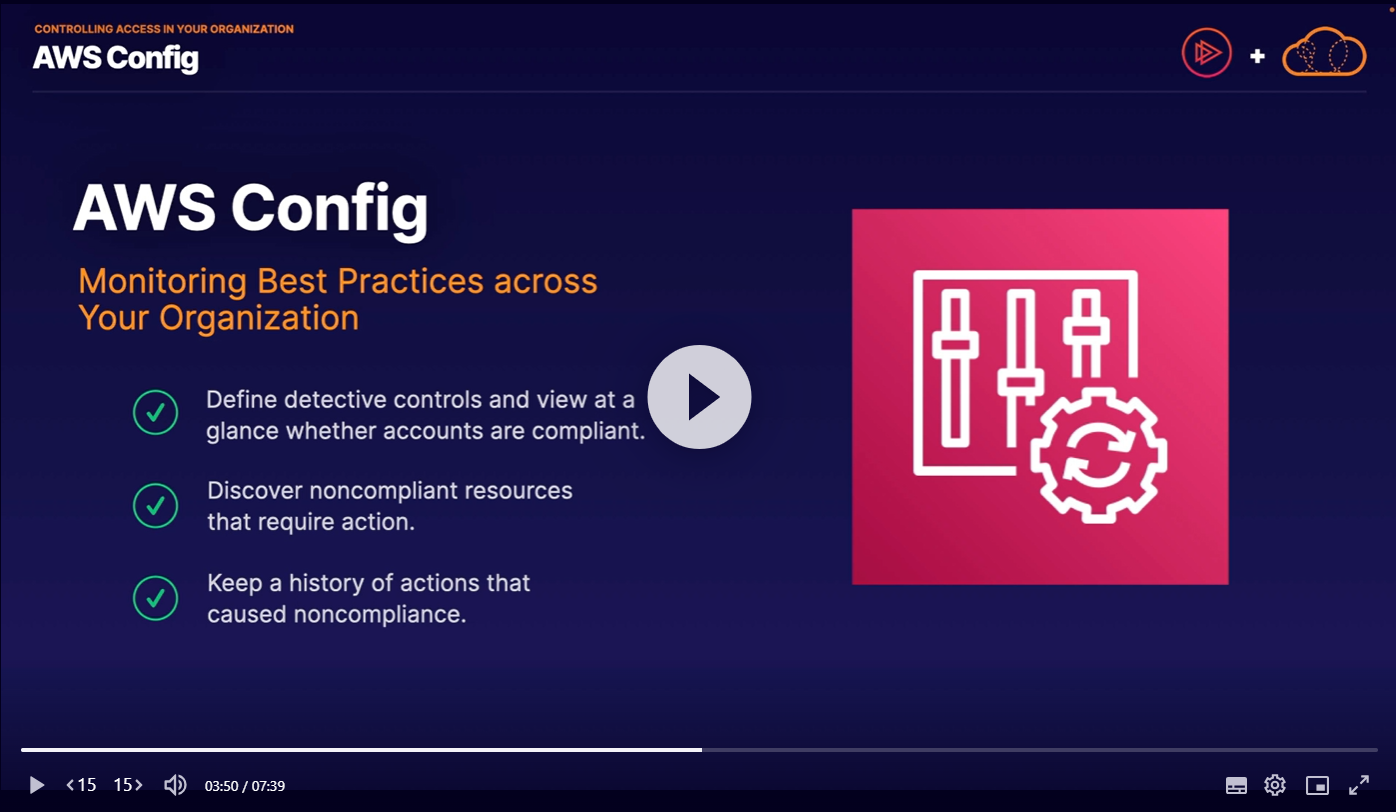 CONTROLLING ACCESS IN YOUR ORGANIZATION
AWS Config
+
AWS Config
Monitoring Best Practices across
Your Organization
Define detective controls and view at a
glance whether accounts are compliant.
Discover noncompliant resources
that require action.
Keep a history of actions that
caused noncompliance.
<15 15> 03:50 / 07:39